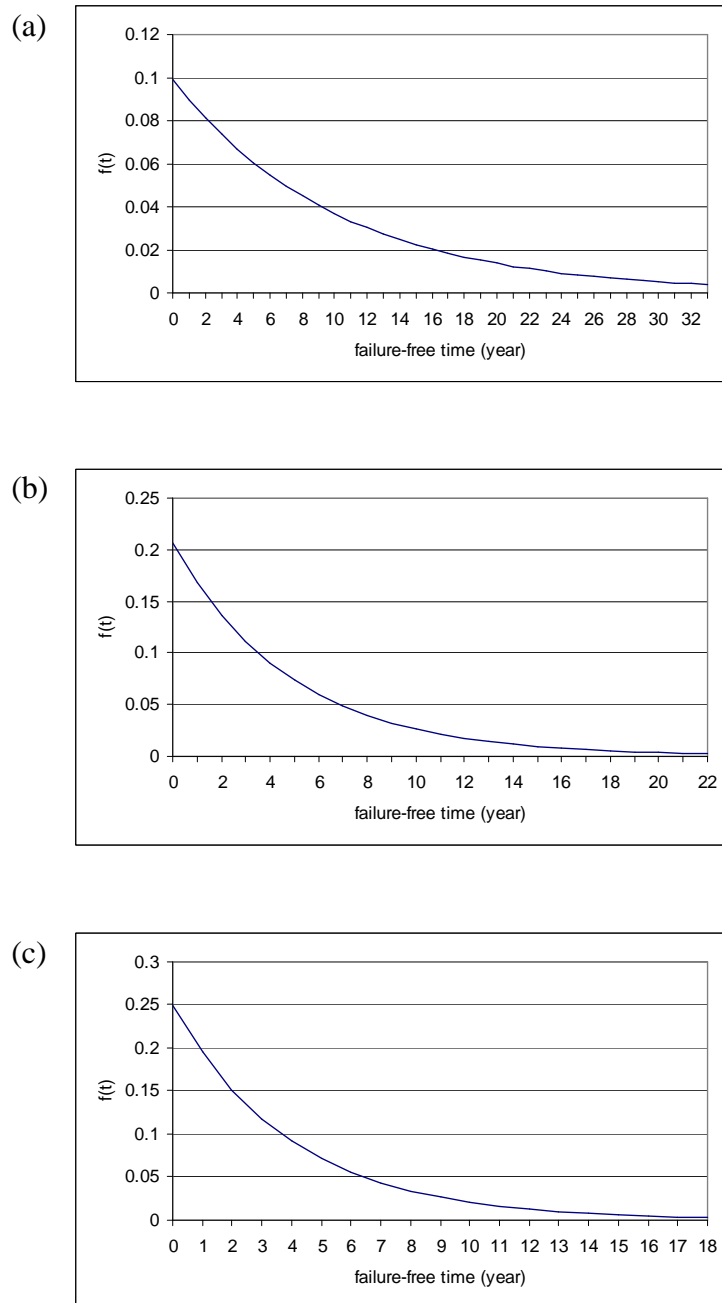 (a)
0.12
0.1
0.08
0.06
0.04
0.02
0
f(t)
0 2 4 6 8 10 12 14 16 18 20 22 24 26 28 30 32
failure-free time (year)
(b)
0.25
0.2
0.15
0.1
0.05
0
f(t)
0 2 4 6 8 10 12 14 16 18 20 22
failure-free time (year)
(c)
0.3
0.25
0.2
0.15
0.1
0.05
0
f(t)
0 1 2 3 4 5 6 7 8 9 10 11 12 13 14 15 16 17 18
failure-free time (year)